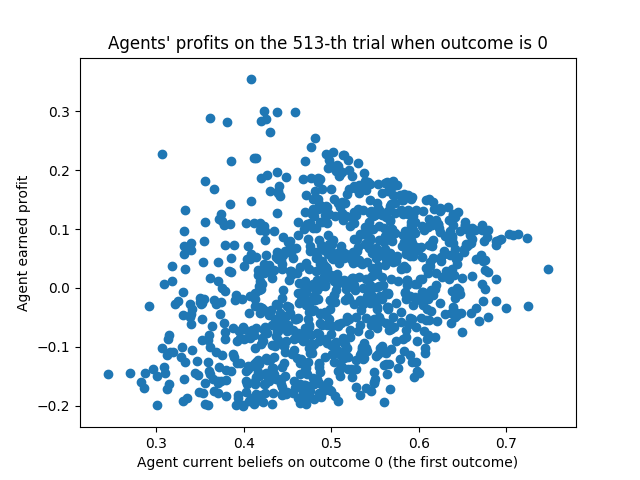 Agents' profits on the 513-th trial when outcome is 0
Agent earned profit
0.3
0.2
0.1
0.0
−0.1
−0.2
0.3 0.4 0.5 0.6 0.7
Agent current beliefs on outcome 0 (the first outcome)